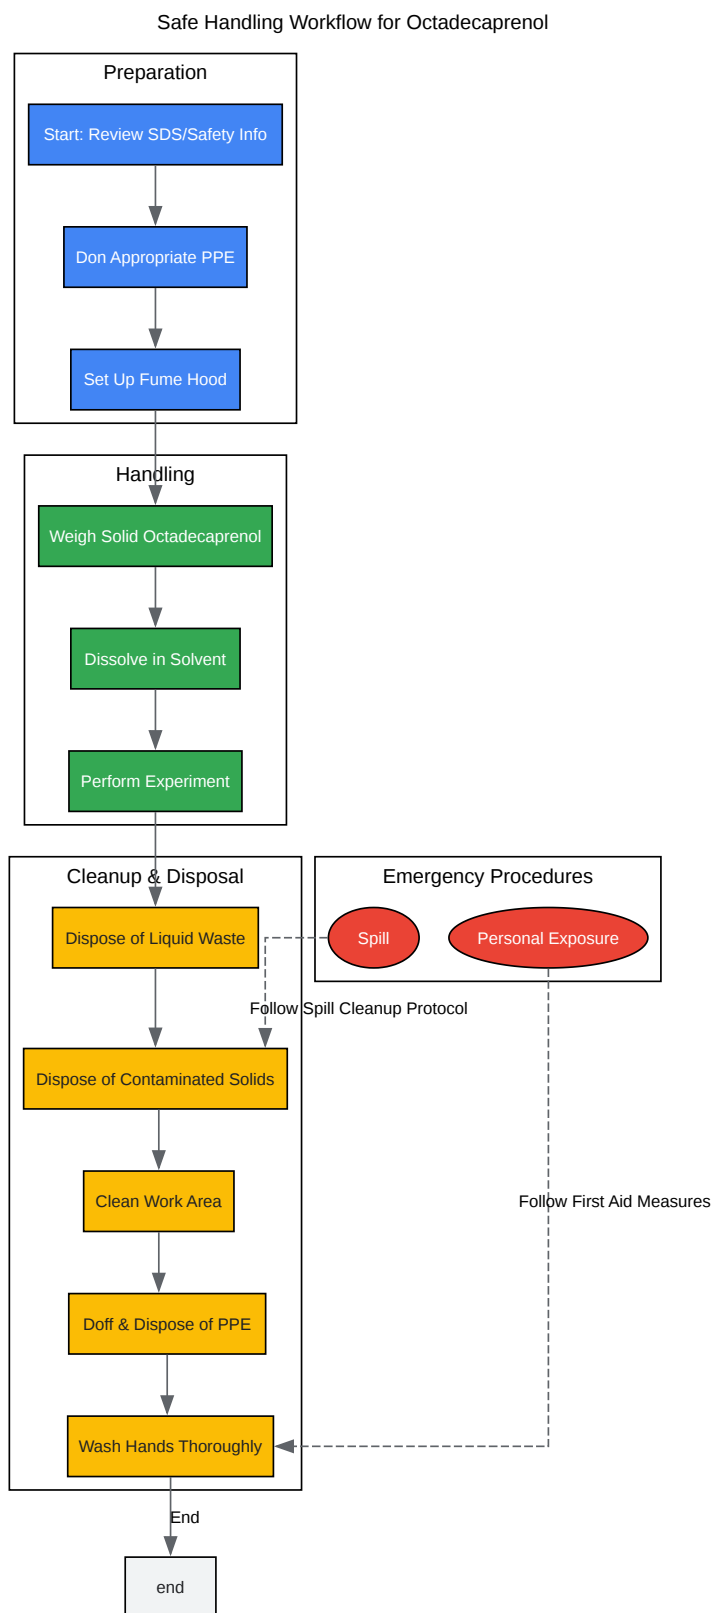 Safe Handling Workflow for Octadecaprenol
Preparation
Start: Review SDS/Safety Info
Don Appropriate PPE
Set Up Fume Hood
Handling
Weigh Solid Octadecaprenol
Dissolve in Solvent
Perform Experiment
Cleanup & Disposal
Emergency Procedures
Dispose of Liquid Waste
Spill
Personal Exposure
Follow Spill Cleanup Protocol
Dispose of Contaminated Solids
Clean Work Area
Follow First Aid Measures
Doff & Dispose of PPE
Wash Hands Thoroughly
End
end